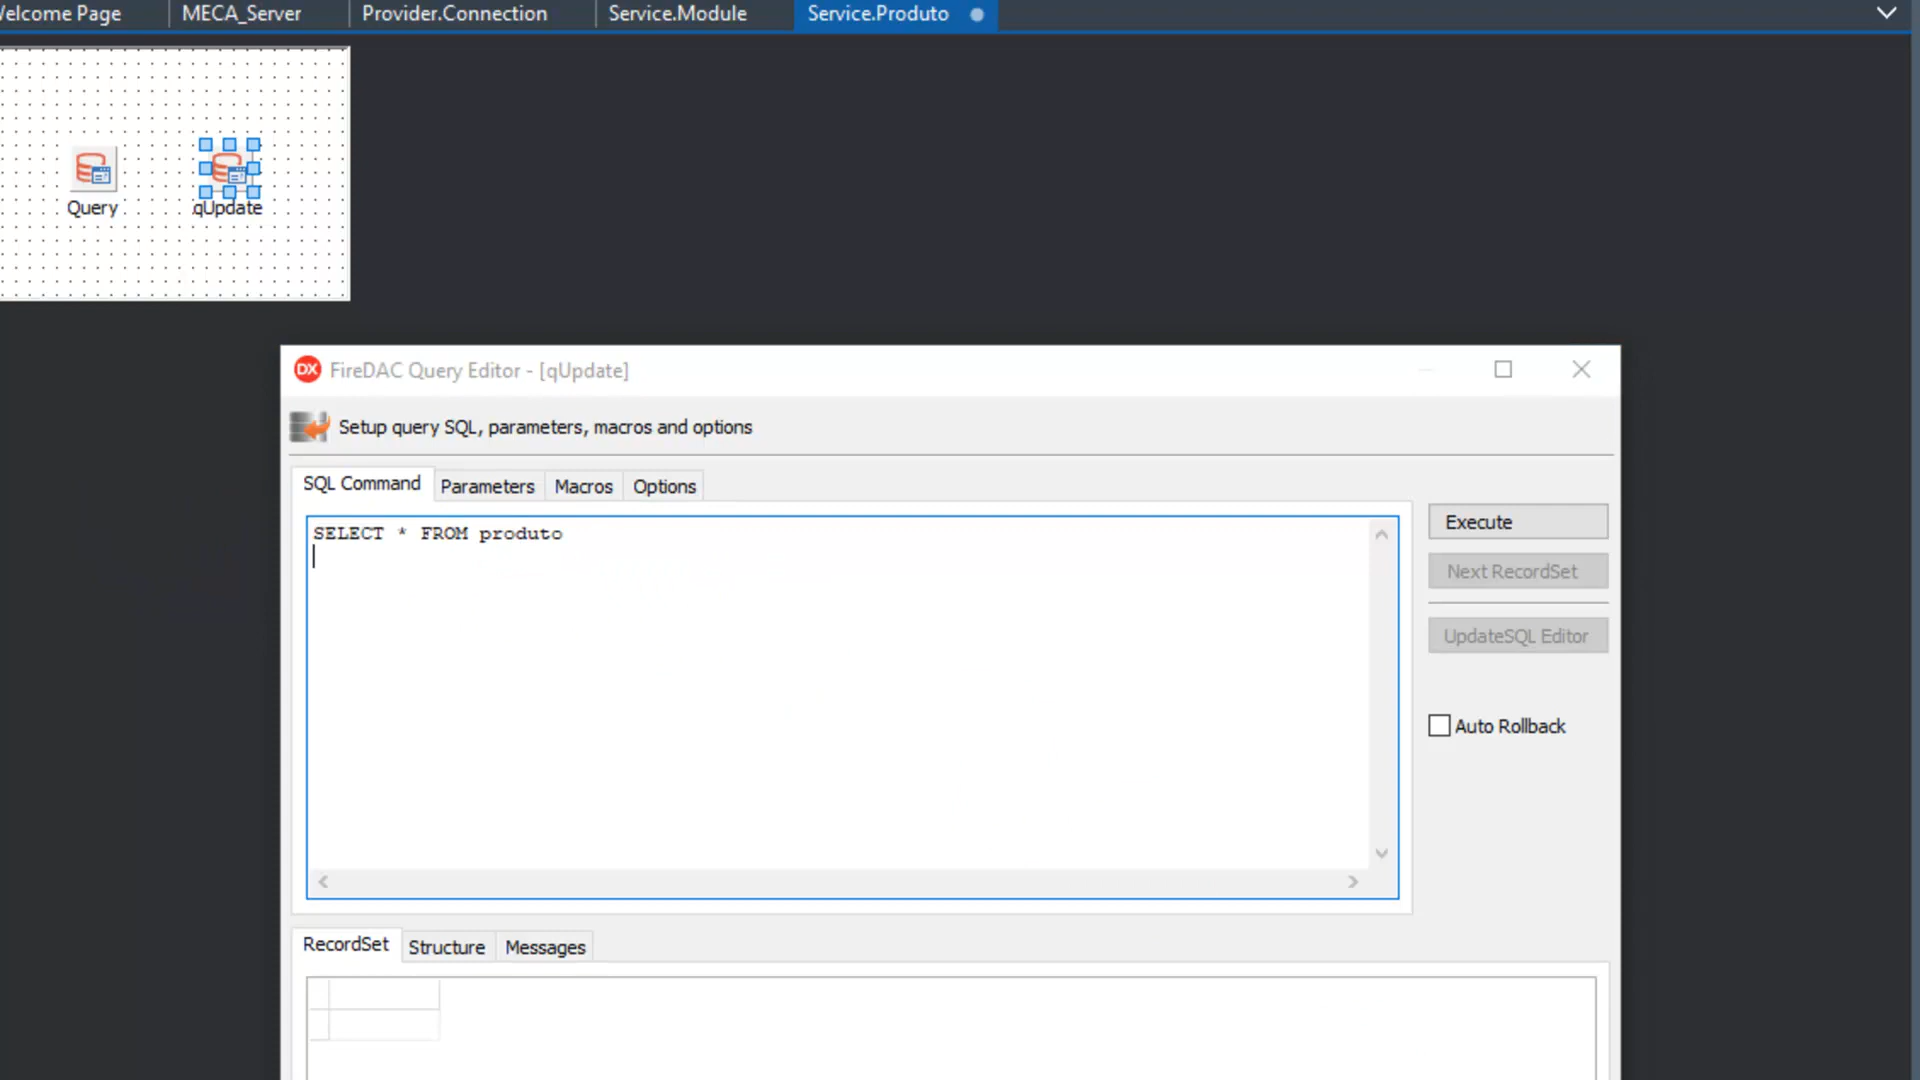 elcome Page
MECA_Server
Provider.Connection
Service.Module
Service.Produto
Query
qUpdate
DX
FireDAC Query Editor - [qUpdate]
Setup query SQL, parameters, macros and options
SQL Command
Parameters
Macros
Options
SELECT * FROM produto
Execute
Next RecordSet
UpdateSQL Editor
Auto Rollback
RecordSet
Structure
Messages